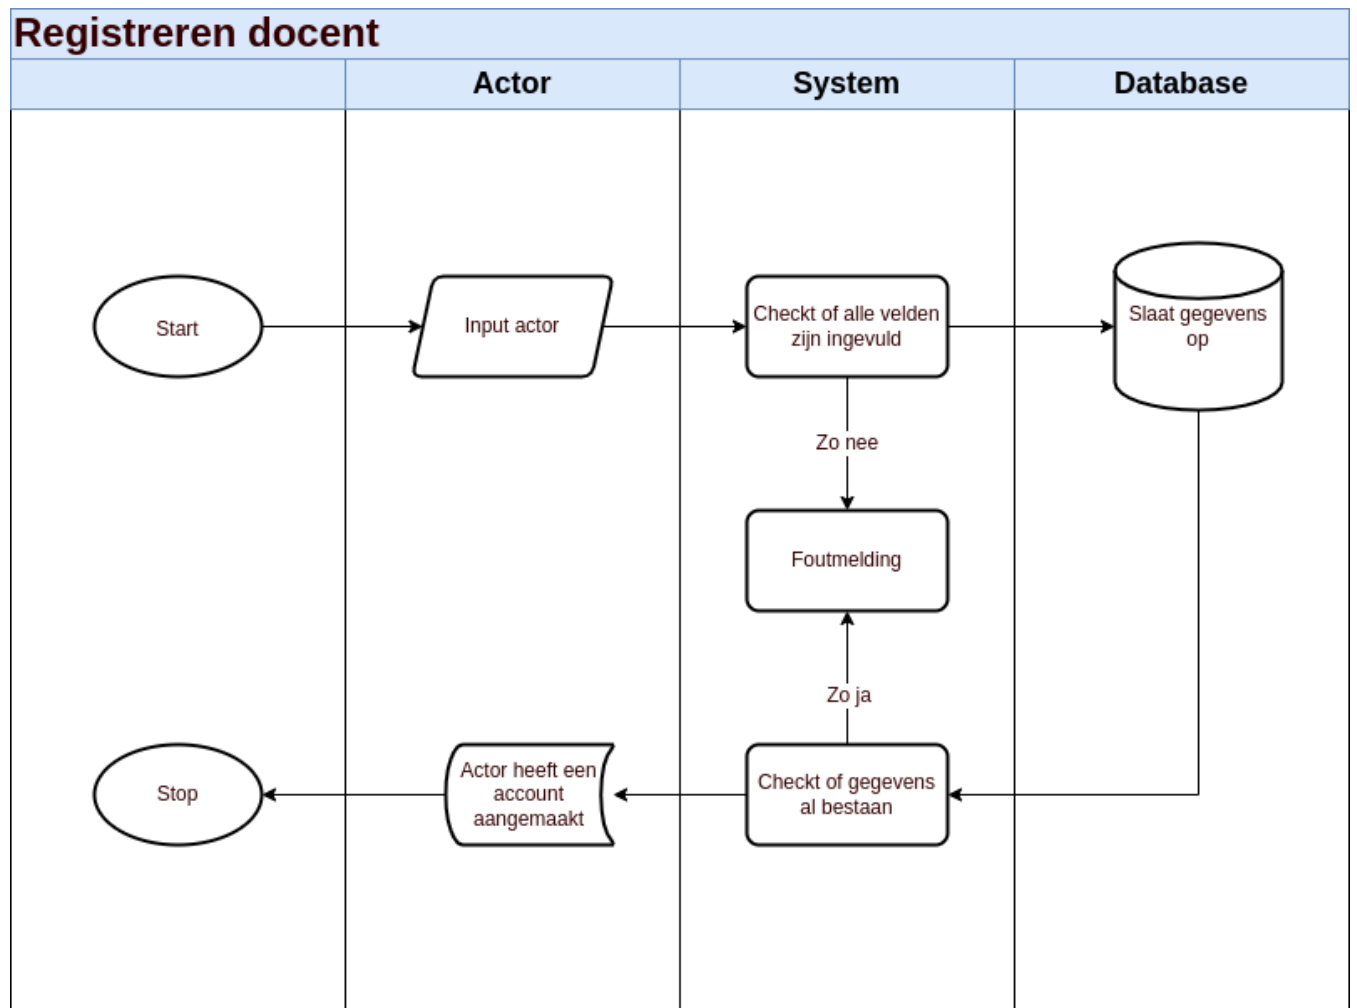 Registreren docent
Actor
System
Database
Start
Input actor
Checkt of alle velden
zijn ingevuld
Slaat gegevens
op
Zo nee
Foutmelding
Zo ja
Stop
Actor heeft een
account
aangemaakt
Checkt of gegevens
al bestaan